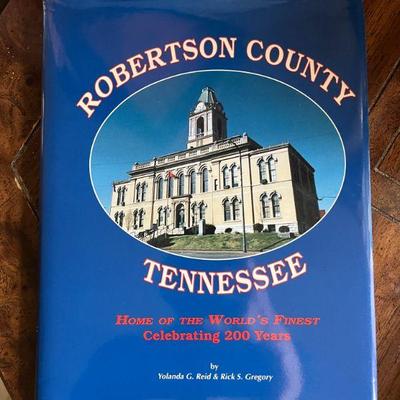 ROBERTSON COUNTY
TENNESSEE
HOME OF THE WORLD'S FINEST
Celebrating 200 Years
by
Yolanda G. Reid & Rick S. Gregory